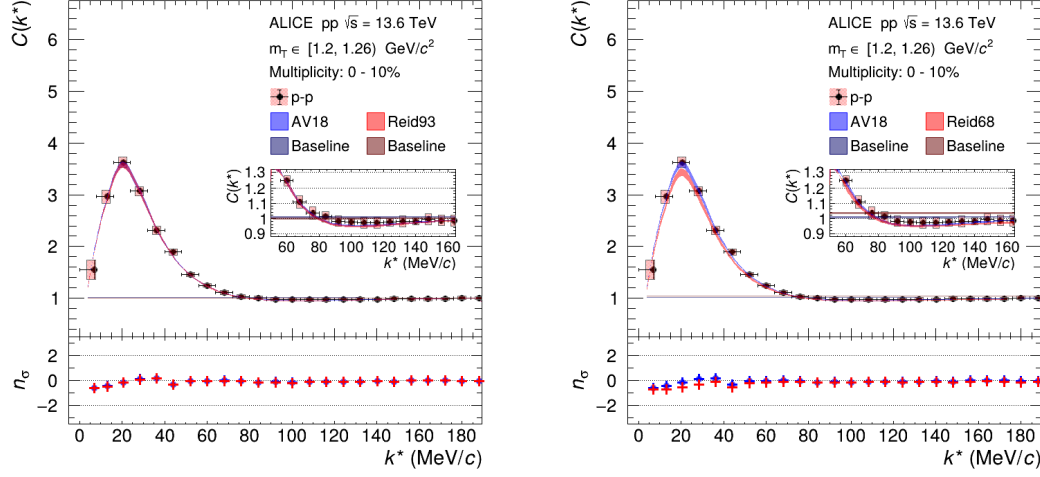 C(k*)
6
5
4
3
2
1
ALICE pp √s = 13.6 TeV
m_T ∈ [1.2, 1.26) GeV/c²
Multiplicity: 0 - 10%
p-p
AV18 Reid93
Baseline Baseline
C(k*)
1.3
1.2
1.1
1
0.9
60 80 100 120 140 160
k* (MeV/c)
n_σ
2
0
−2
0 20 40 60 80 100 120 140 160 180
k* (MeV/c)
C(k*)
6
5
4
3
2
1
ALICE pp √s = 13.6 TeV
m_T ∈ [1.2, 1.26) GeV/c²
Multiplicity: 0 - 10%
p-p
AV18 Reid68
Baseline Baseline
C(k*)
1.3
1.2
1.1
1
0.9
60 80 100 120 140 160
k* (MeV/c)
n_σ
2
0
−2
0 20 40 60 80 100 120 140 160 180
k* (MeV/c)